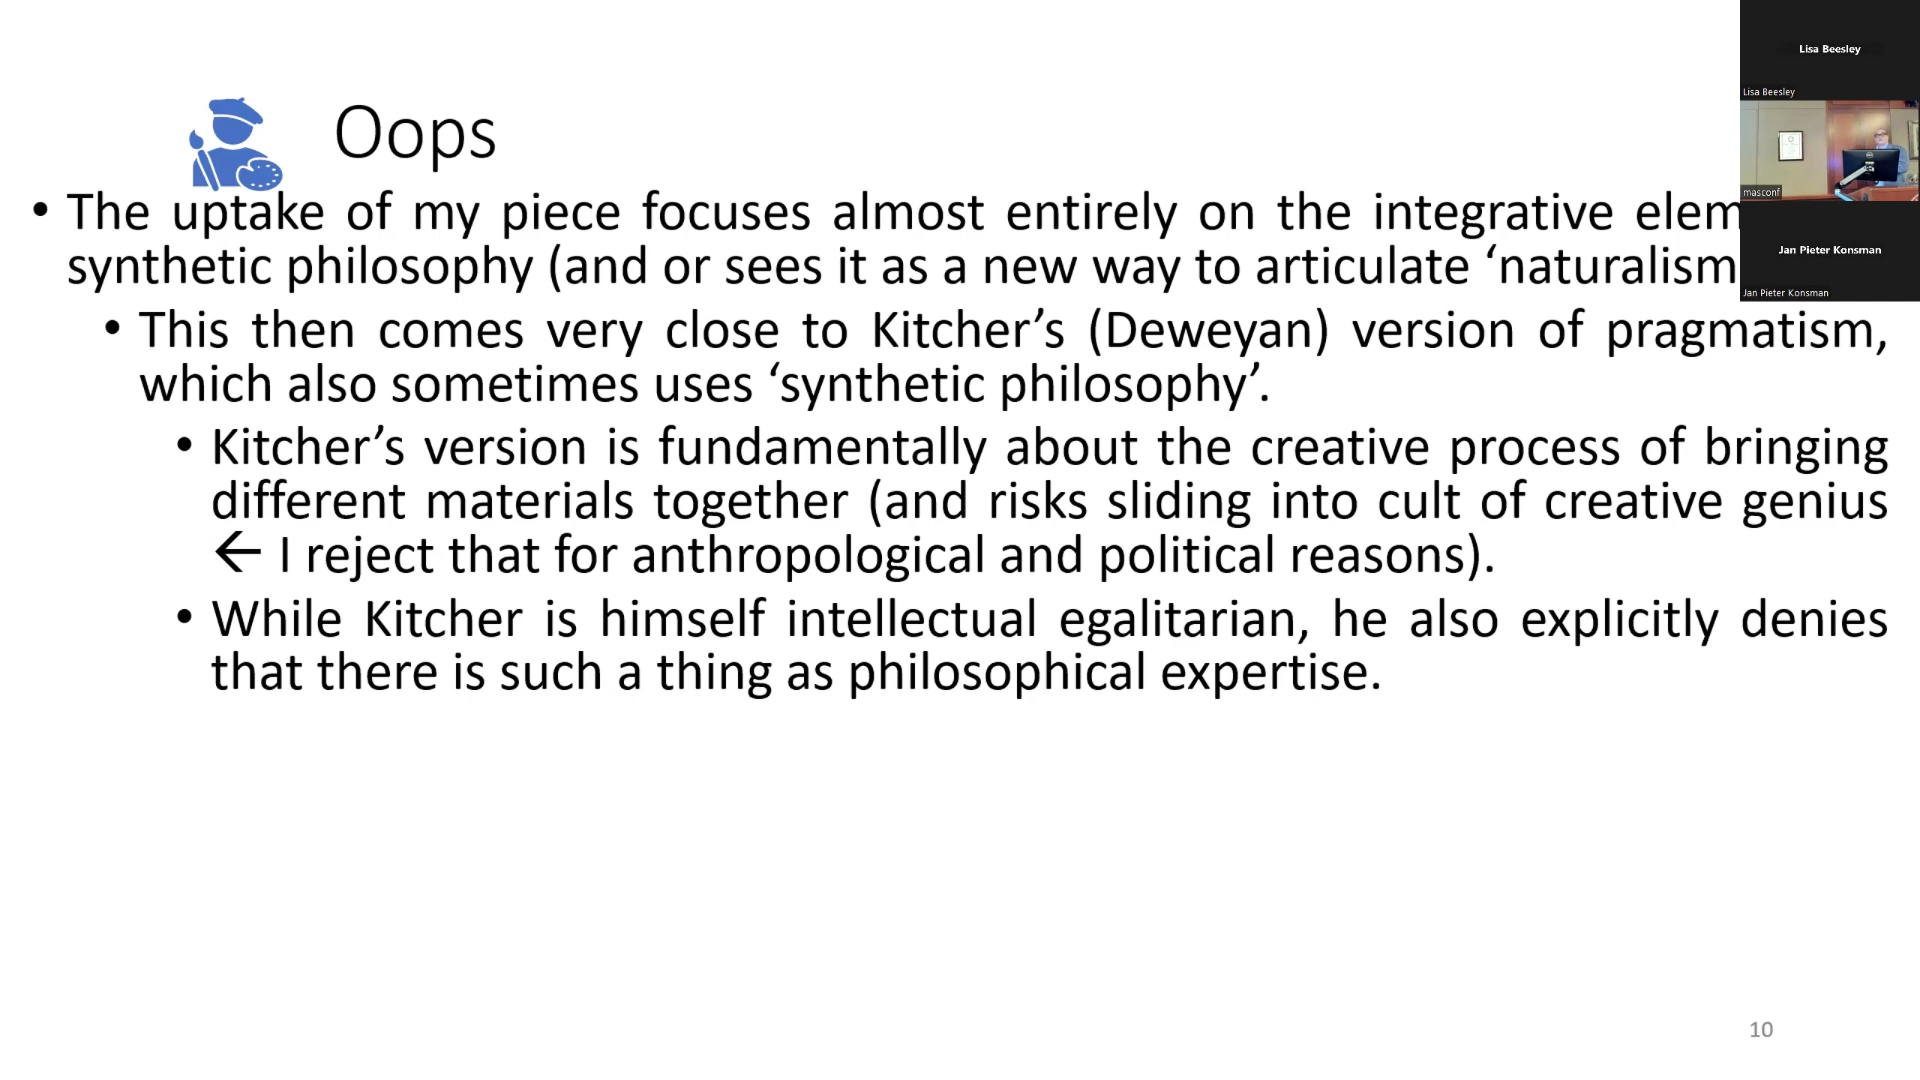 Oops
• The uptake of my piece focuses almost entirely on the integrative
synthetic philosophy (and or sees it as a new way to articulate ‘naturalism
• This then comes very close to Kitcher’s (Deweyan) version of pragmatism,
which also sometimes uses ‘synthetic philosophy’.
• Kitcher’s version is fundamentally about the creative process of bringing
different materials together (and risks sliding into cult of creative genius
← I reject that for anthropological and political reasons).
• While Kitcher is himself intellectual egalitarian, he also explicitly denies
that there is such a thing as philosophical expertise.
10
Lisa Beesley
Lisa Beesley
masconf
Jan Pieter Konsman
Jan Pieter Konsman